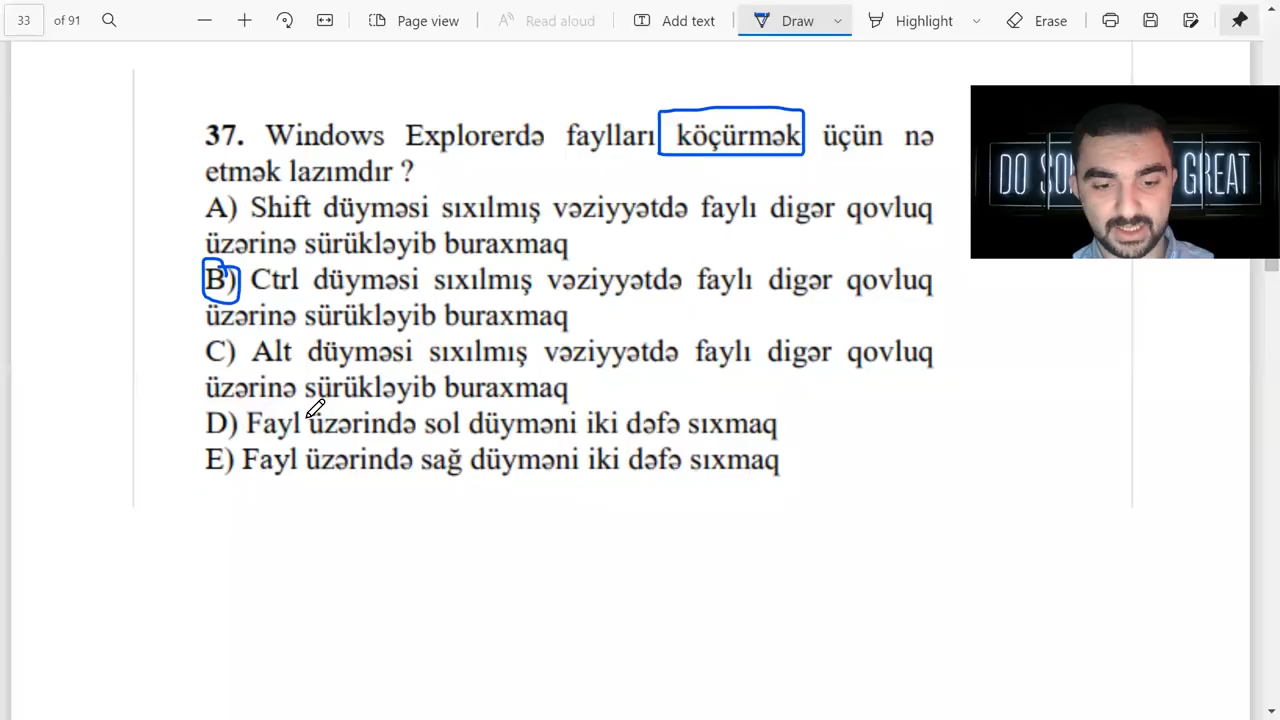 33 of 91 Page view Read aloud Add text Draw Highlight Erase
37. Windows Explorerdə faylları köçürmək üçün nə
etmək lazımdır ?
A) Shift düyməsi sıxılmış vəziyyətdə faylı digər qovluq
üzərinə sürükləyib buraxmaq
B) Ctrl düyməsi sıxılmış vəziyyətdə faylı digər qovluq
üzərinə sürükləyib buraxmaq
C) Alt düyməsi sıxılmış vəziyyətdə faylı digər qovluq
üzərinə sürükləyib buraxmaq
D) Fayl üzərində sol düyməni iki dəfə sıxmaq
E) Fayl üzərində sağ düyməni iki dəfə sıxmaq
DO GREAT